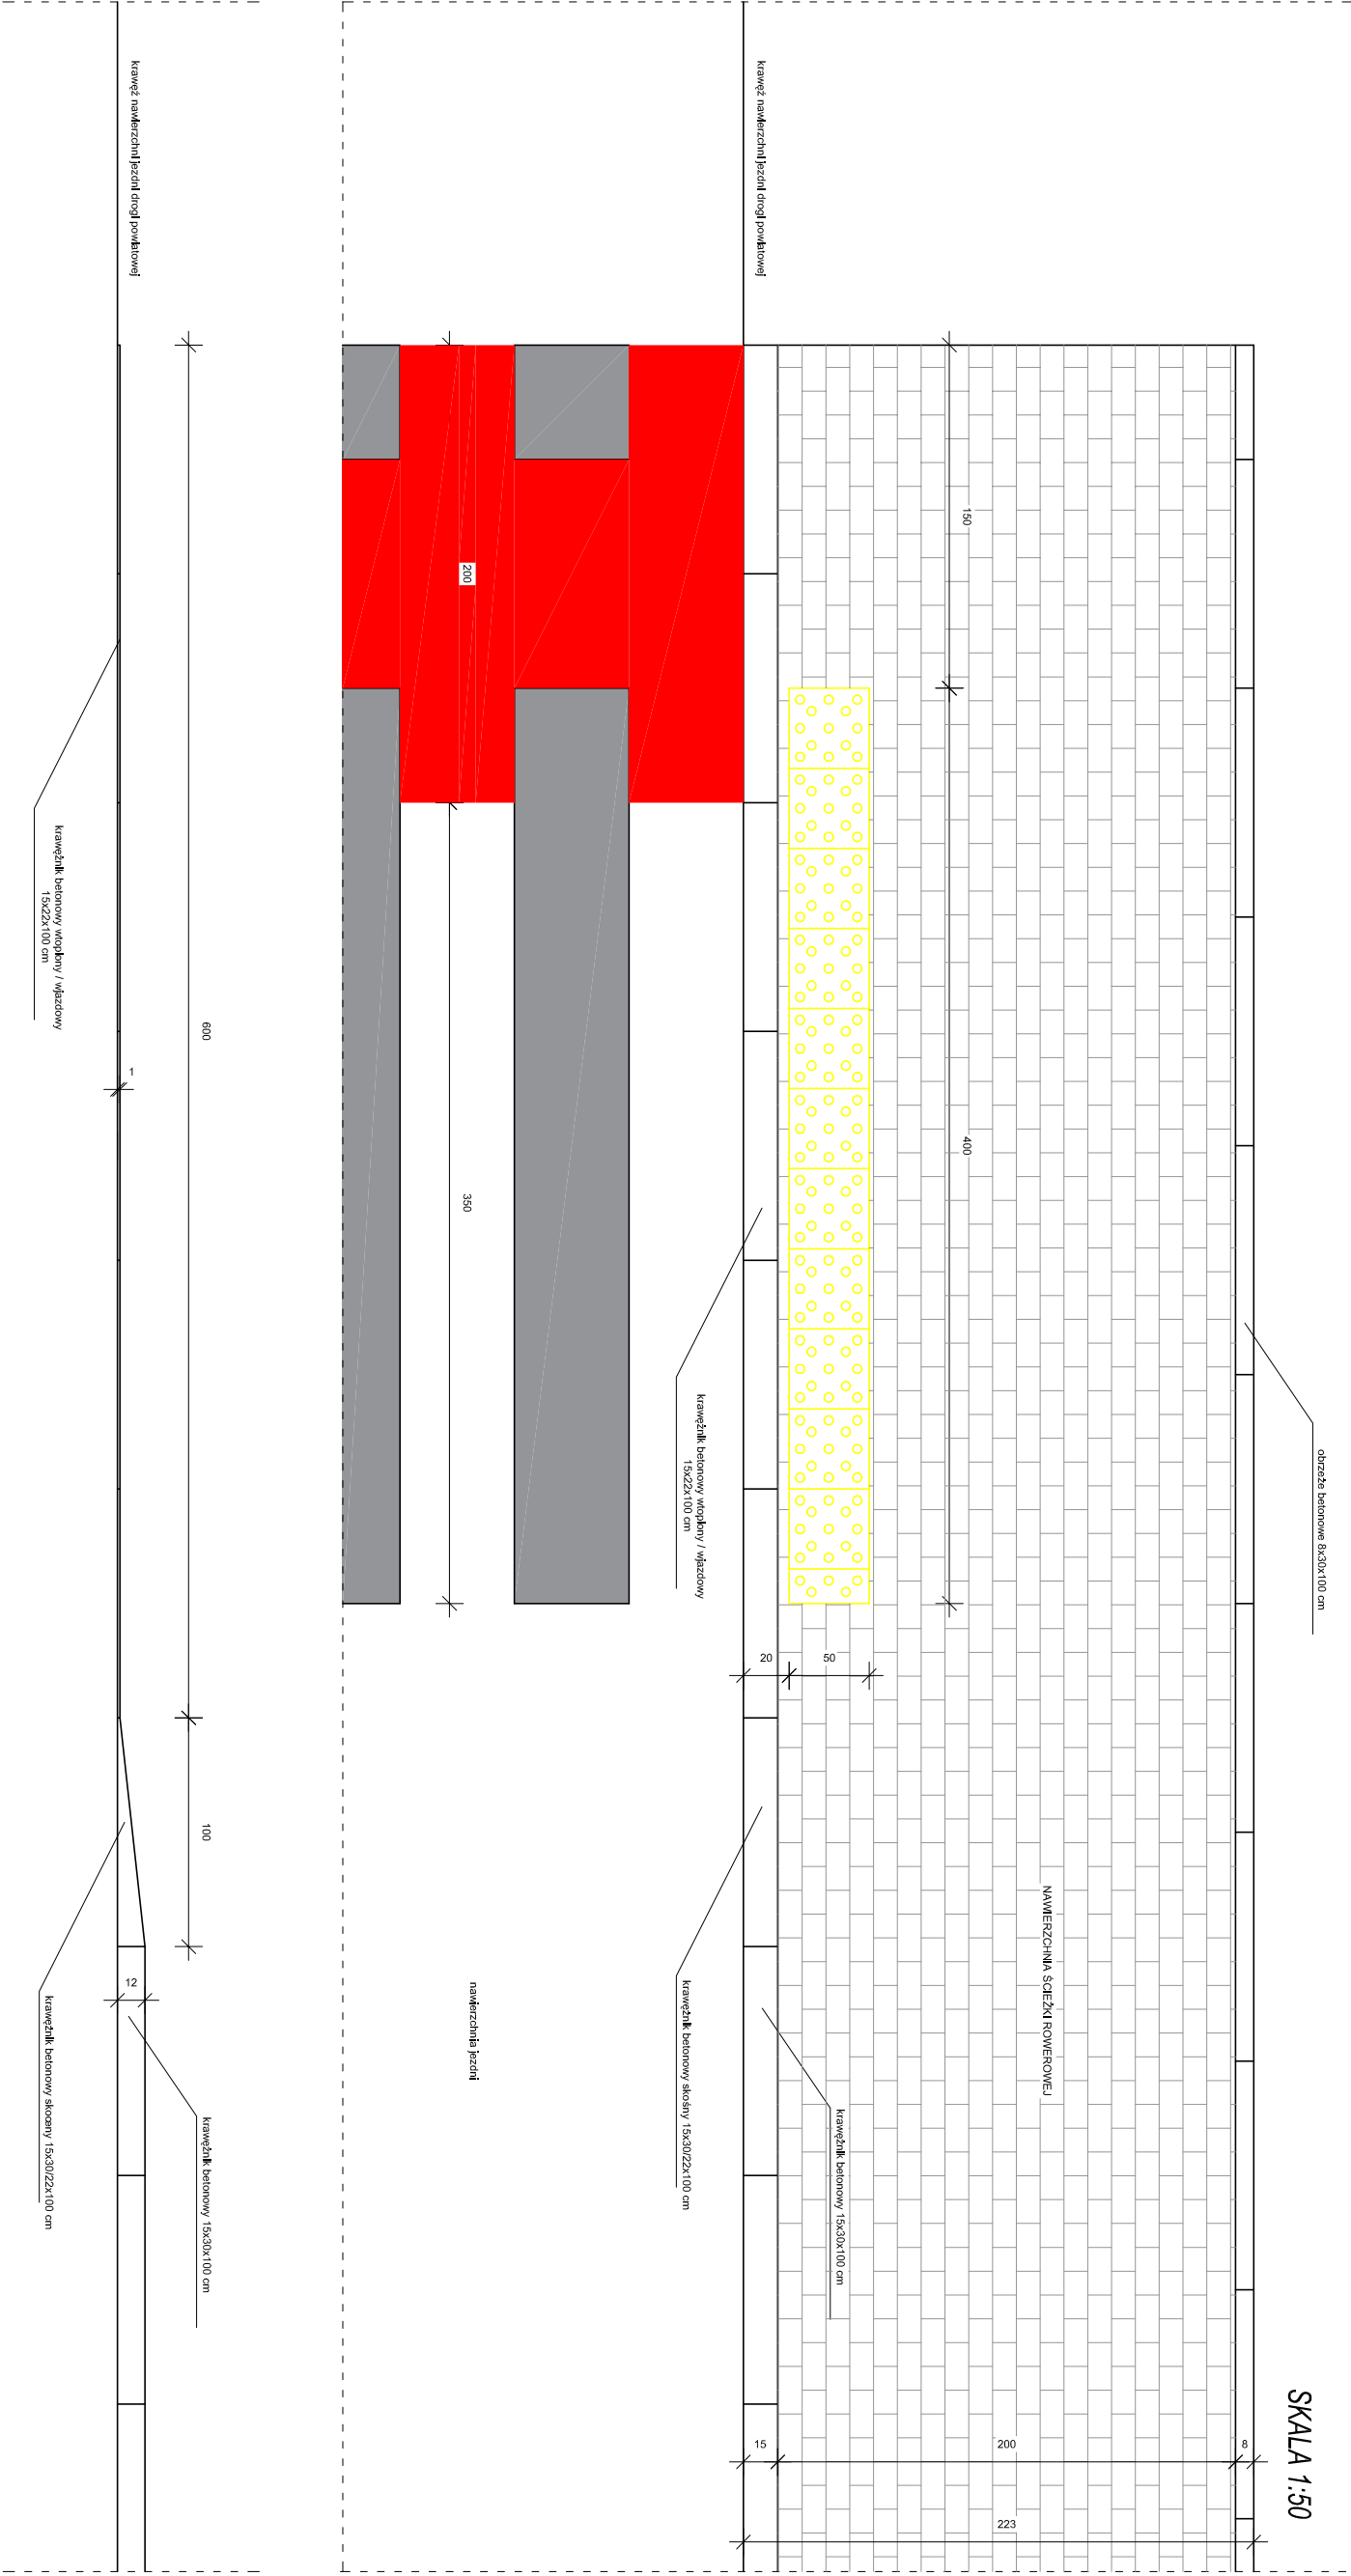 SKALA 1:50
obrzeże betonowe 8x30x100 cm
150
400
NAWIERZCHNIA ŚCIEŻKI ROWEROWEJ
8
200
223
15
20
50
krawęż nawierzchni jezdni drogi powiatowej
krawężnik betonowy wtopiony / wjazdowy
15x22x100 cm
krawężnik betonowy skośny 15x30/22x100 cm
krawężnik betonowy 15x30x100 cm
200
350
nawierzchnia jezdni
600
100
krawęż nawierzchni jezdni drogi powiatowej
1
12
krawężnik betonowy wtopiony / wjazdowy
15x22x100 cm
krawężnik betonowy skoceny 15x30/22x100 cm
krawężnik betonowy 15x30x100 cm